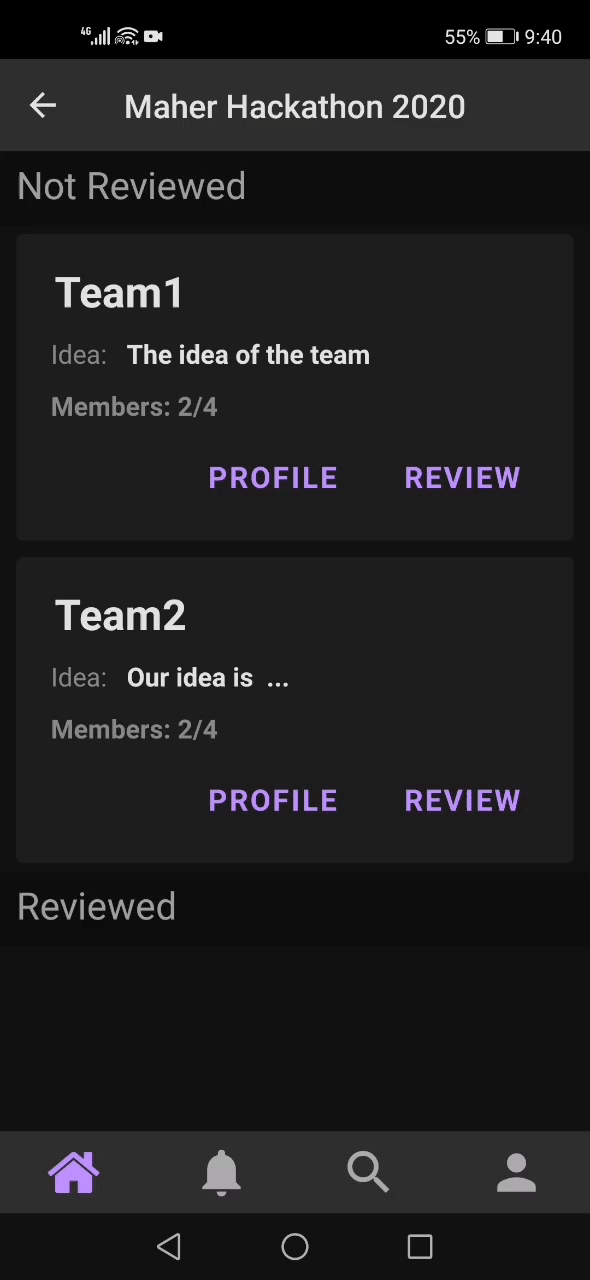 4G
55% 9:40
Maher Hackathon 2020
Not Reviewed
Team1
Idea: The idea of the team
Members: 2/4
PROFILE REVIEW
Team2
Idea: Our idea is ...
Members: 2/4
PROFILE REVIEW
Reviewed